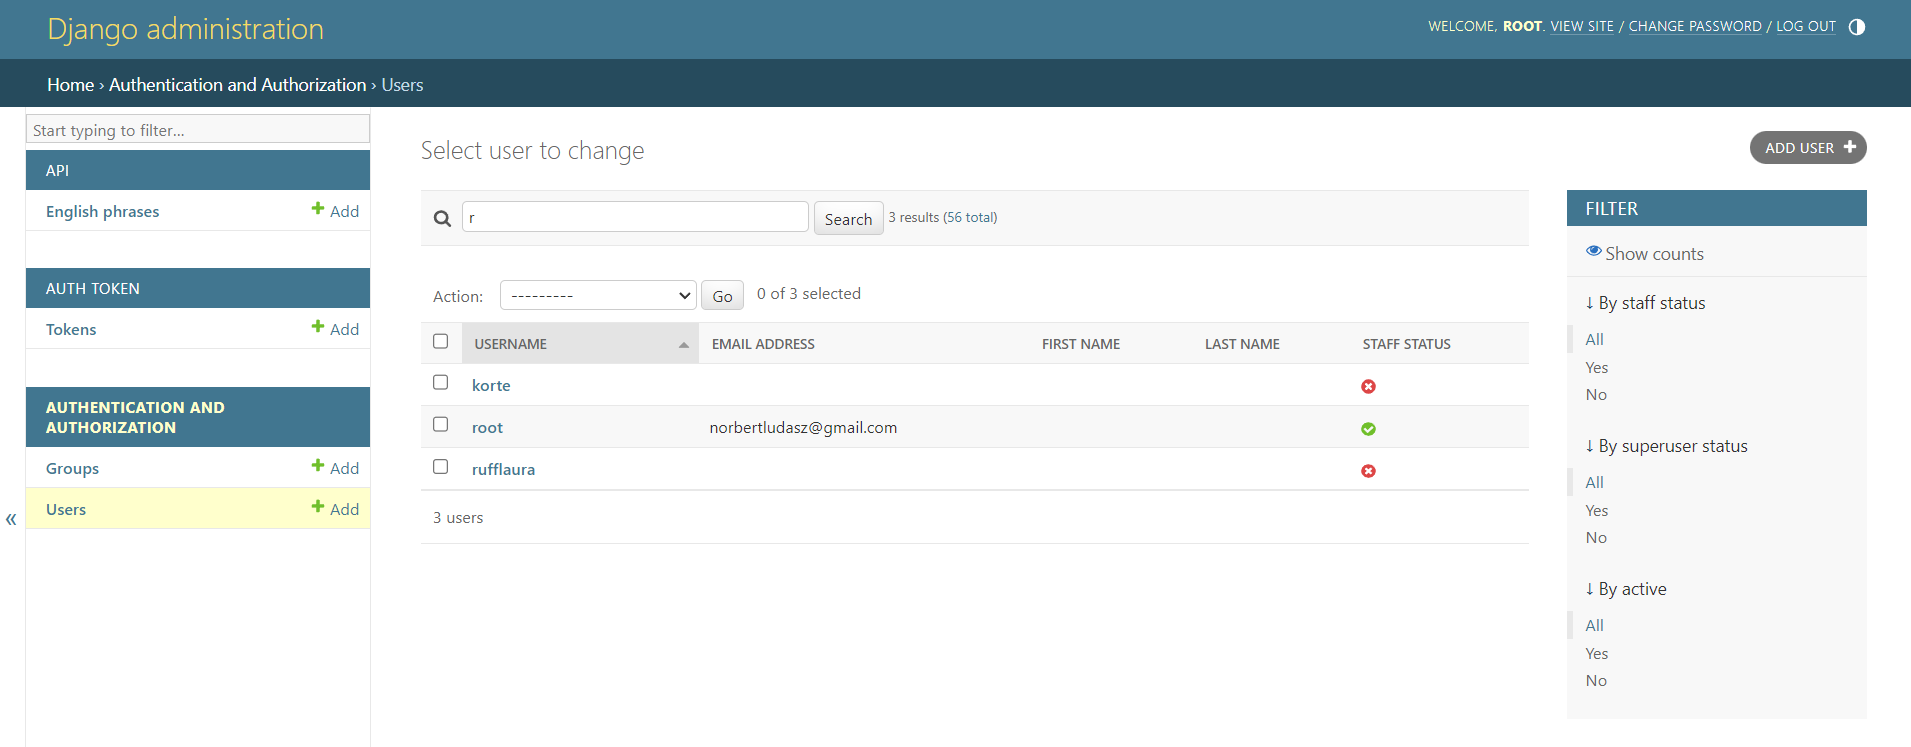 Django administration
WELCOME, ROOT. VIEW SITE / CHANGE PASSWORD / LOG OUT
Home › Authentication and Authorization › Users
Start typing to filter...
API
English phrases
Add
AUTH TOKEN
Tokens
Add
AUTHENTICATION AND
AUTHORIZATION
Groups
Add
Users
Add
«
Select user to change
ADD USER
r
Search
3 results (56 total)
Action:
---------
Go
0 of 3 selected
USERNAME EMAIL ADDRESS FIRST NAME LAST NAME STAFF STATUS
korte
root norbertludasz@gmail.com
rufflaura
3 users
FILTER
Show counts
↓ By staff status
All
Yes
No
↓ By superuser status
All
Yes
No
↓ By active
All
Yes
No